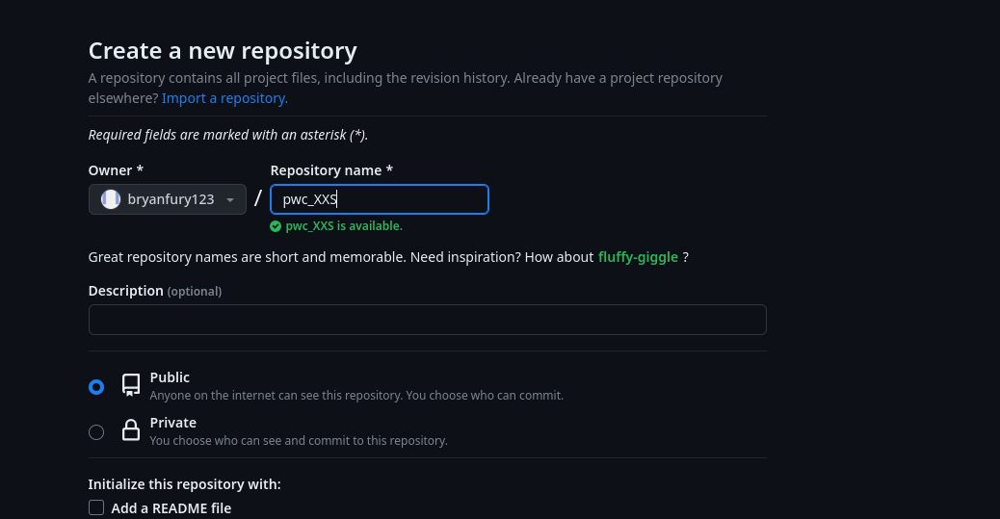 Create a new repository
A repository contains all project files, including the revision history. Already have a project repository
elsewhere? Import a repository.
Required fields are marked with an asterisk (*).
Owner * Repository name *
bryanfury123 / pwc_XXS
pwc_XXS is available.
Great repository names are short and memorable. Need inspiration? How about fluffy-giggle ?
Description (optional)
Public
Anyone on the internet can see this repository. You choose who can commit.
Private
You choose who can see and commit to this repository.
Initialize this repository with:
Add a README file